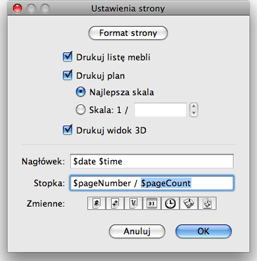 Ustawienia strony
Format strony
Drukuj listę mebli
Drukuj plan
Najlepsza skala
Skala: 1 /
Drukuj widok 3D
Nagłówek: $date $time
Stopka: $pageNumber / $pageCount
Zmienne:
Anuluj OK